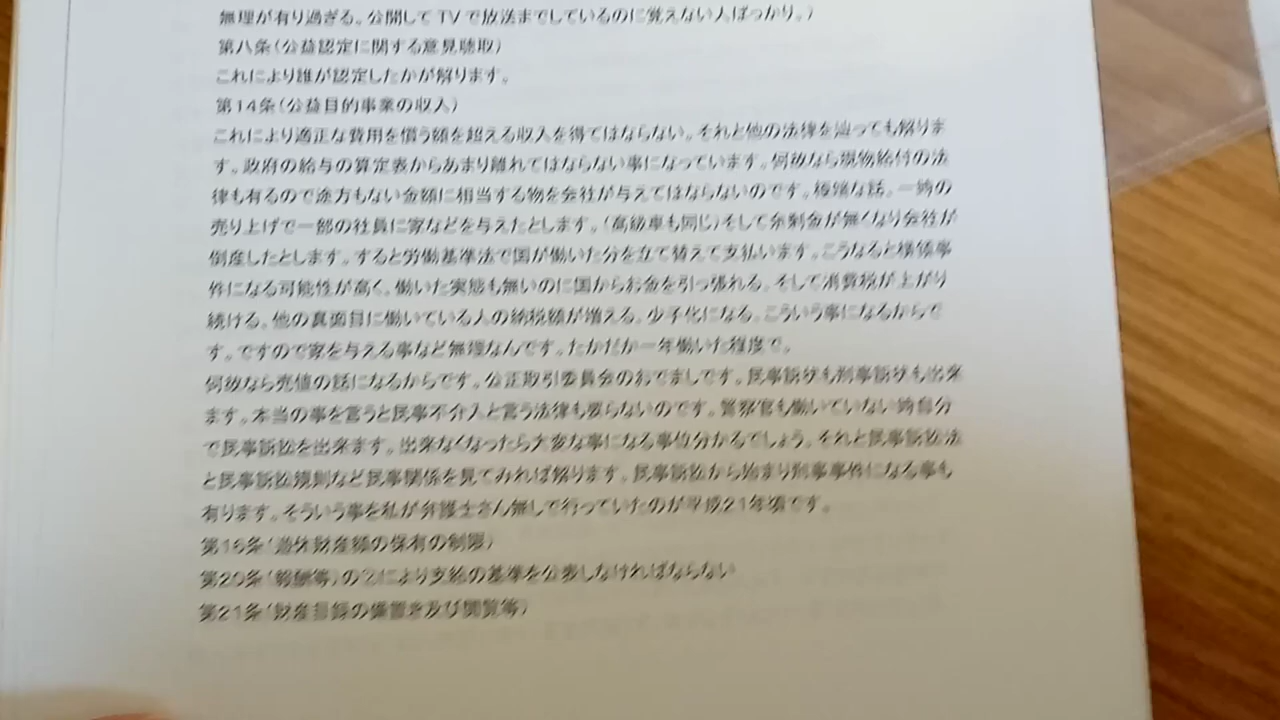 無理が有り過ぎる。公開してTVで放送までしているのに覚えない人ばっかり。）
第八条（公益認定に関する意見聴取）
これにより誰が認定したかが解ります。
第14条（公益目的事業の収入）
これにより適正な費用を償う額を超える収入を得てはならない。それと他の法律を辿っても解りま
す。政府の給与の算定表からあまり離れてはならない事になっています。何故なら現物給付の法
律も有るので途方もない金額に相当する物を会社が与えてはならないのです。極端な話。一時の
売り上げで一部の社員に家などを与えたとします。（高級車も同じ）そして余剰金が無くなり会社が
倒産したとします。すると労働基準法で国が働いた分を立て替えて支払います。こうなると横領事
件になる可能性が高く、働いた実態も無いのに国からお金を引っ張れる。そして消費税が上がり
続ける。他の真面目に働いている人の納税額が増える。少子化になる。こういう事になるからで
す。ですので家を与える事など無理なんです。たかだか一年働いた程度で。
何故なら売値の話になるからです。公正取引委員会のおでましです。民事訴状も刑事訴状も出来
ます。本当の事を言うと民事不介入と言う法律も要らないのです。警察官も働いていない時自分
で民事訴訟を出来ます。出来なくなったら大変な事になる事位分かるでしょう。それと民事訴訟法
と民事訴訟規則など民事関係を見てみれば解ります。民事訴訟から始まり刑事事件になる事も
有ります。そういう事を私が弁護士さん無しで行っていたのが平成21年頃です。
第16条（遊休財産額の保有の制限）
第20条（報酬等）の②により支給の基準を公表しなければならない
第21条（財産目録の備置き及び閲覧等）